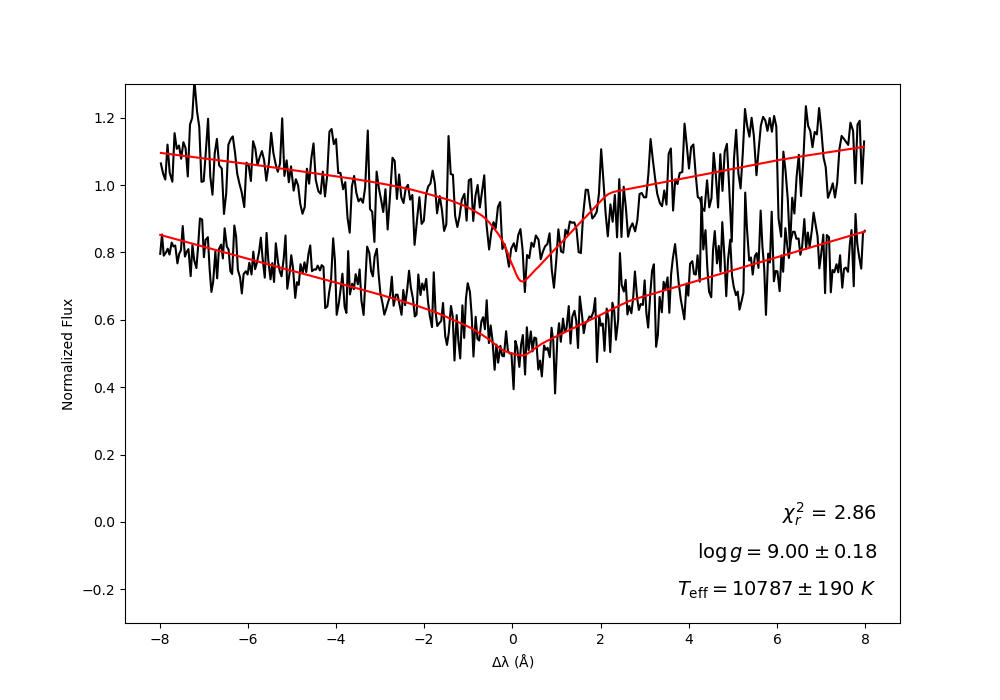 1.2
1.0
0.8
0.6
0.4
0.2
0.0
−0.2
Normalized Flux
χ²ᵣ = 2.86
log g = 9.00 ± 0.18
T_eff = 10787 ± 190 K
−8 −6 −4 −2 0 2 4 6 8
Δλ (Å)